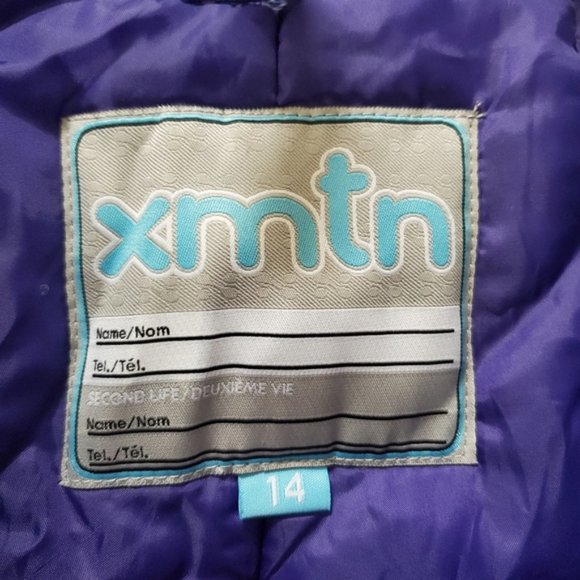 xmtn
Name/Nom
Tel./Tél.
SECOND LIFE/DEUXIÈME VIE
Name/Nom
Tel./Tél.
14